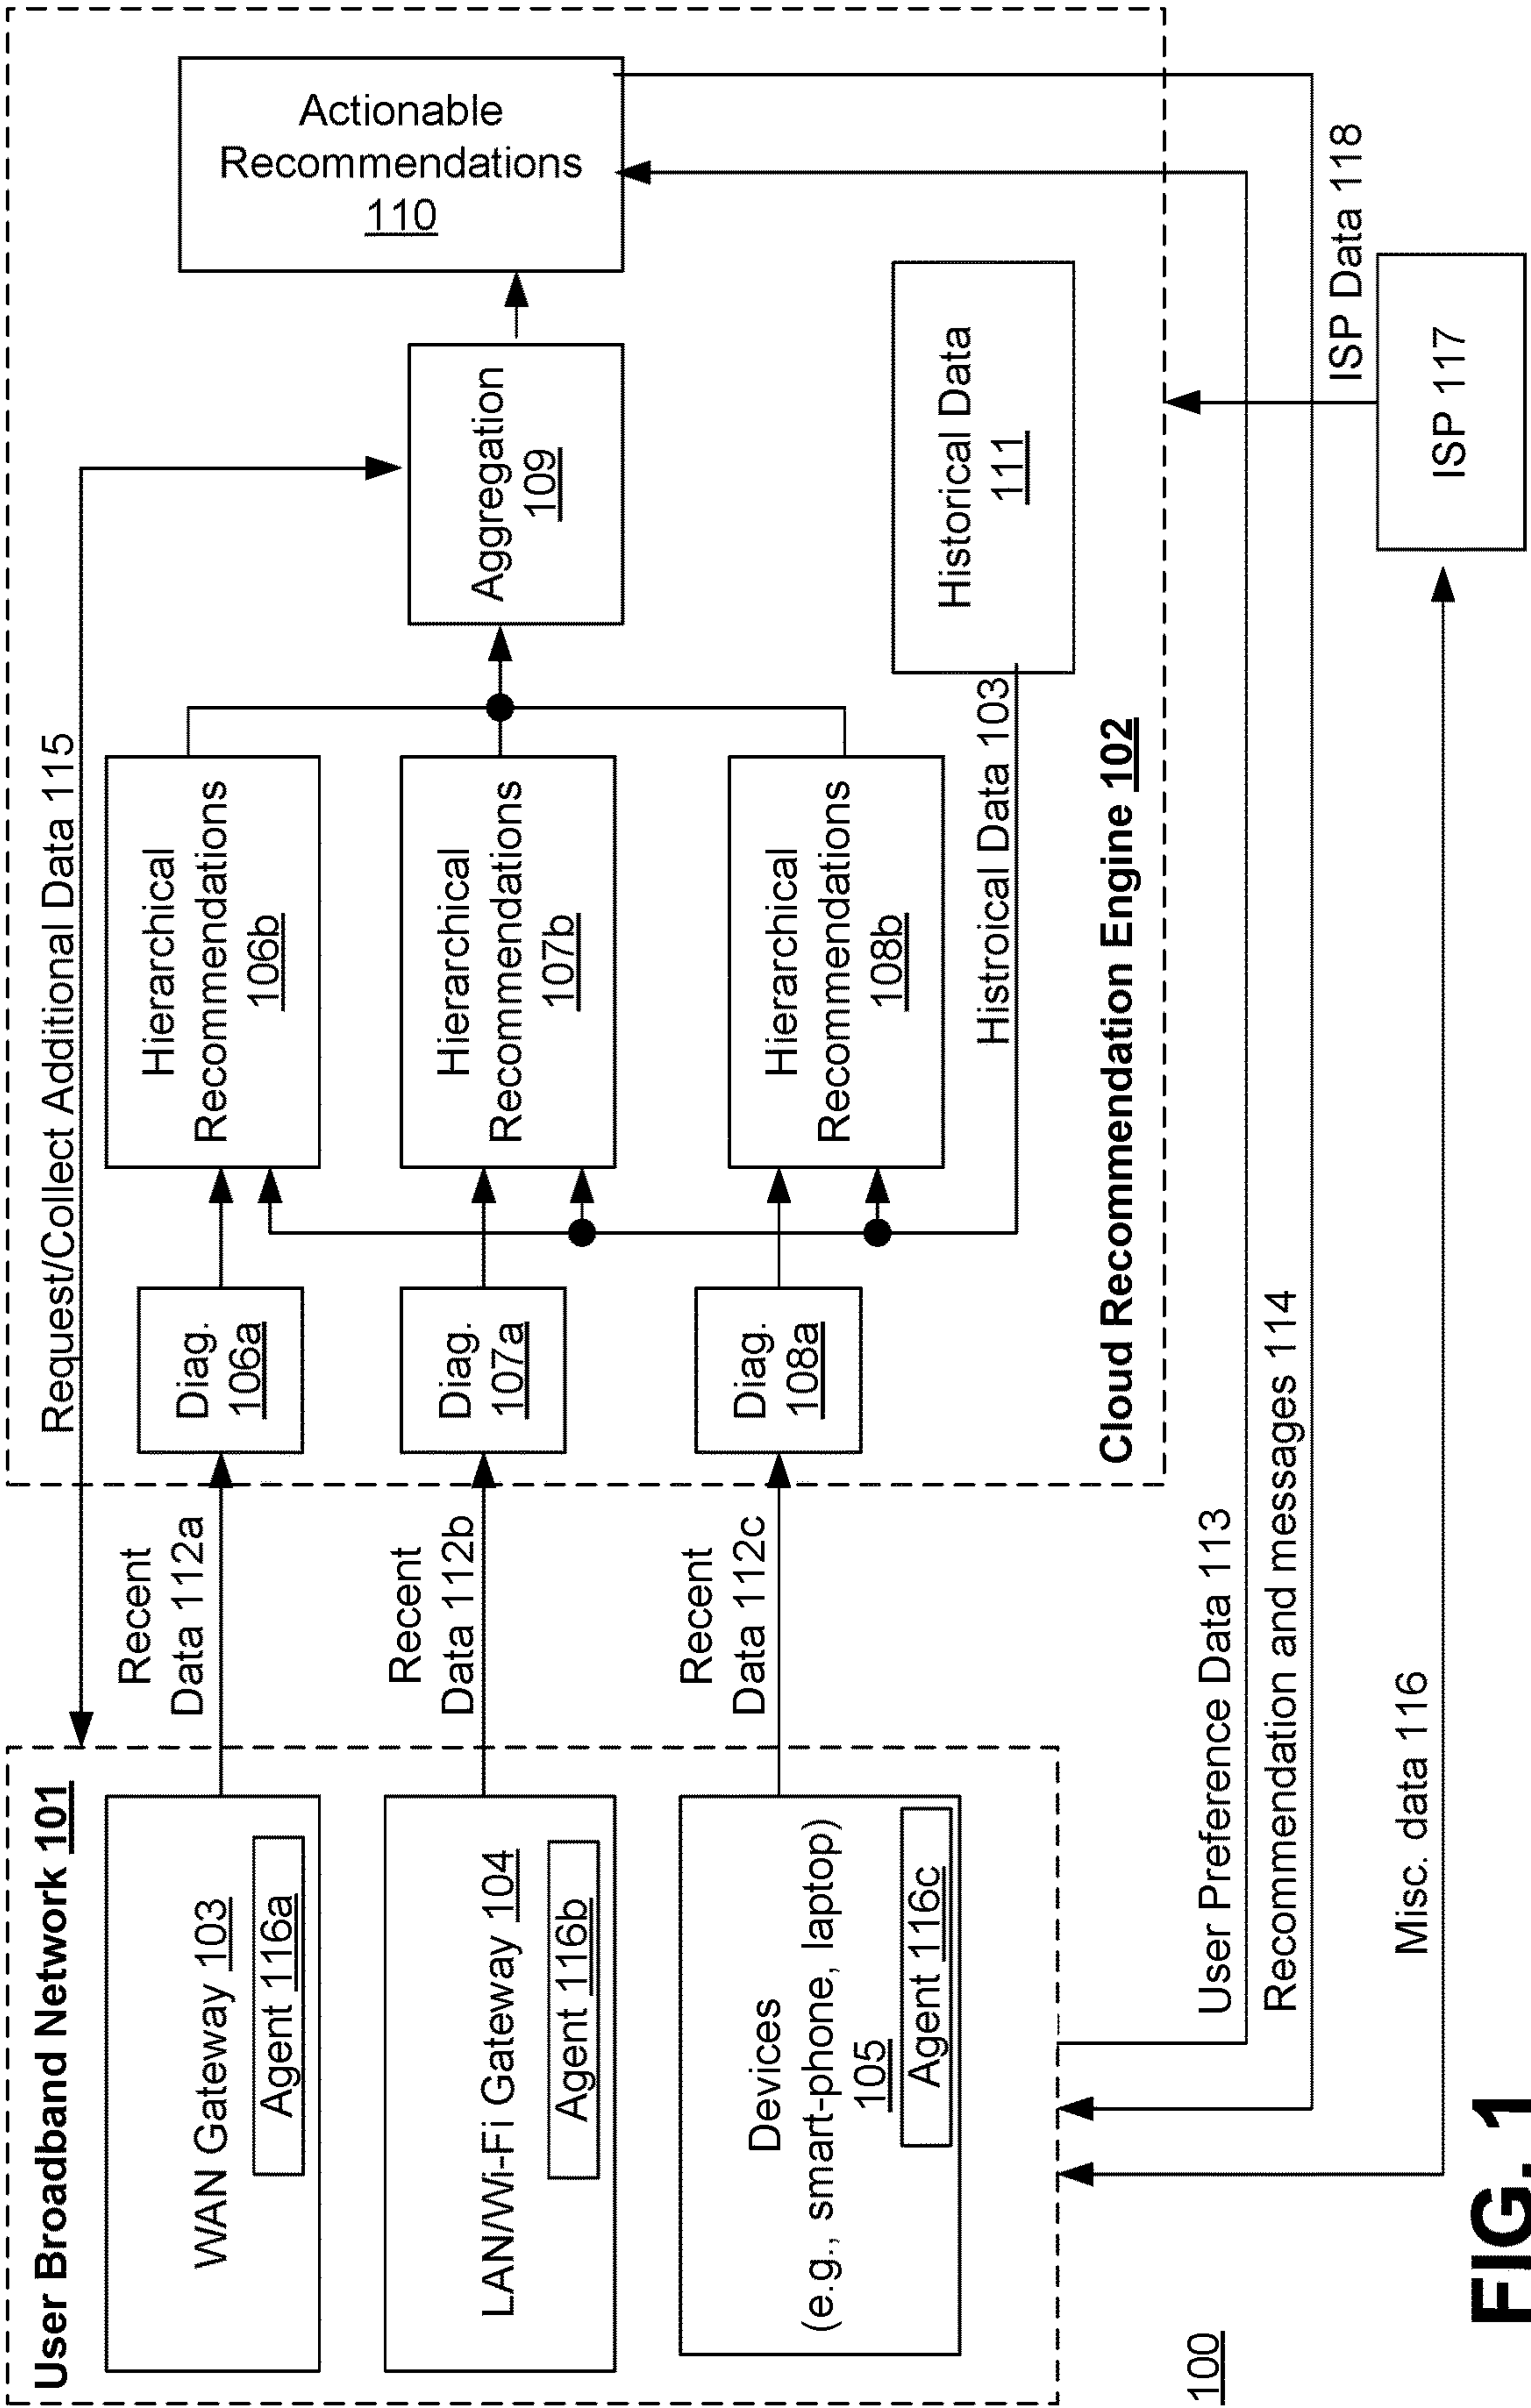 User Broadband Network 101
WAN Gateway 103
Agent 116a
LAN/Wi-Fi Gateway 104
Agent 116b
Devices
(e.g., smart-phone, laptop)
105
Agent 116c
Request/Collect Additional Data 115
Recent
Data 112a
Recent
Data 112b
Recent
Data 112c
Diag.
106a
Diag.
107a
Diag.
108a
Hierarchical
Recommendations
106b
Hierarchical
Recommendations
107b
Hierarchical
Recommendations
108b
Aggregation
109
Actionable
Recommendations
110
Historical Data
111
Histroical Data 103
Cloud Recommendation Engine 102
User Preference Data 113
Recommendation and messages 114
ISP Data 118
Misc. data 116
ISP 117
100
FIG. 1